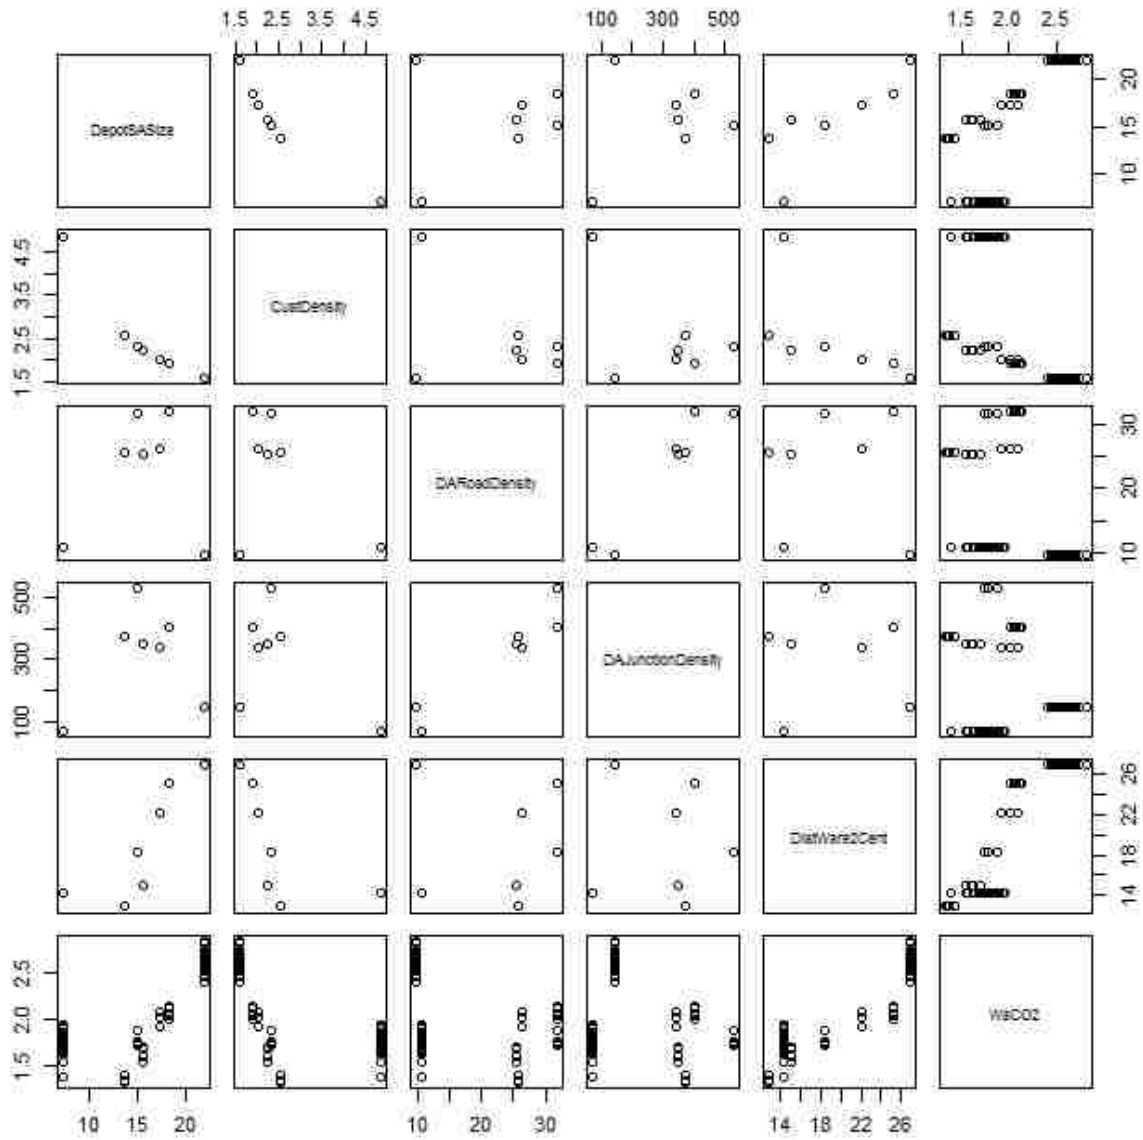 1.5 2.5 3.5 4.5 100 300 500 1.5 2.0 2.5
DepotSASize
10 15 20
1.5 2.5 3.5 4.5
CustDensity
DARoadDensity
10 20 30
100 300 500
DAJunctionDensity
DistWare2Cent
14 18 22 26
1.5 2.0 2.5
WaCO2
10 15 20 10 20 30 14 18 22 26